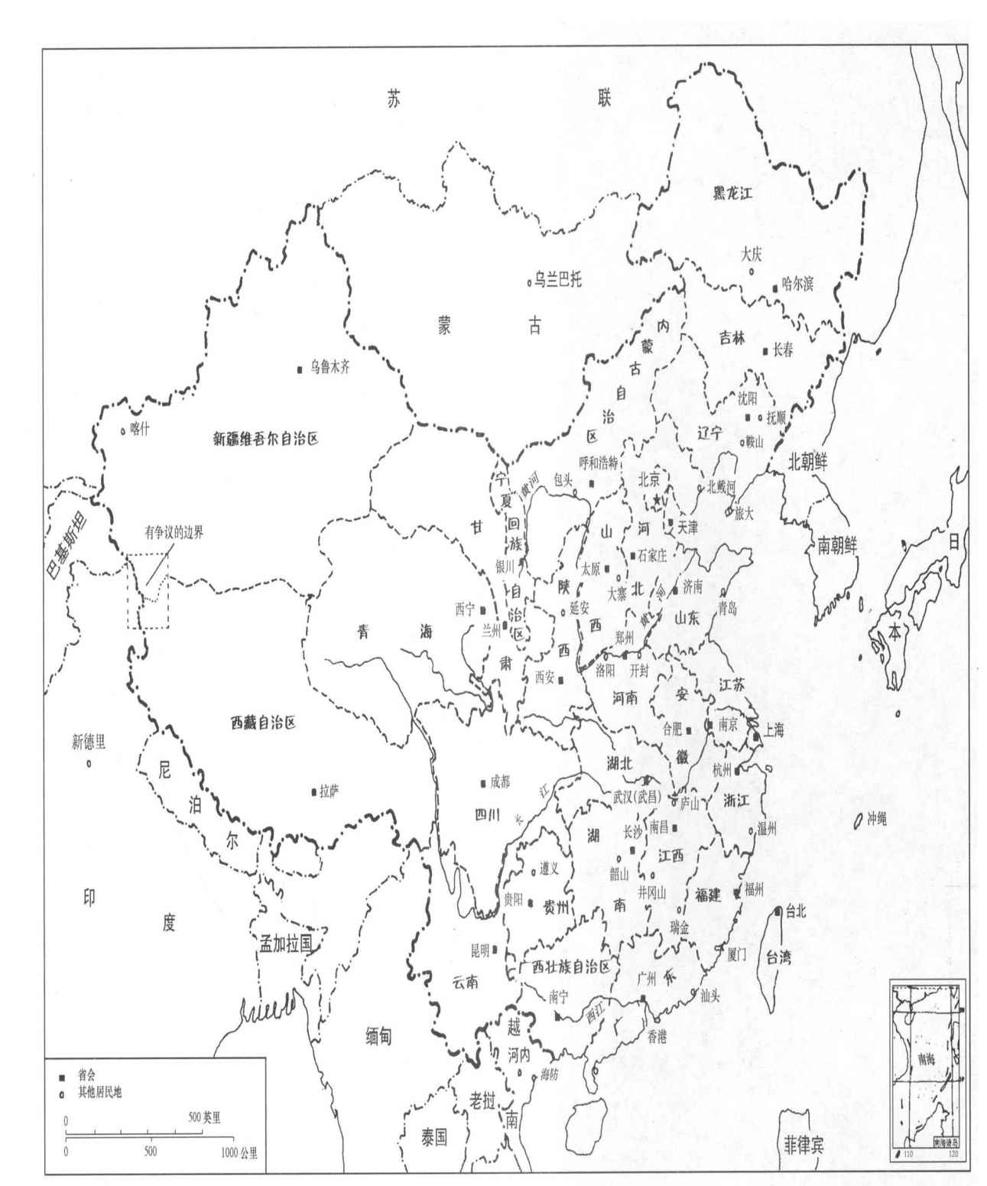 苏 联
黑龙江
大庆
哈尔滨
乌兰巴托
蒙 古
内蒙古自治区
吉林
长春
乌鲁木齐
沈阳
抚顺
辽宁
鞍山
喀什
新疆维吾尔自治区
呼和浩特
包头
黄河
北京
北戴河
北朝鲜
旅大
天津
宁夏回族自治区
甘肃
山西
河北
石家庄
南朝鲜
日本
巴基斯坦
有争议的边界
银川
太原
大寨
济南
黄河
山东
青岛
陕西
延安
西宁
兰州
青 海
郑州
洛阳
开封
西安
河南
安徽
江苏
合肥
南京
上海
西藏自治区
新德里
尼泊尔
拉萨
成都
四川
长江
湖北
武汉(武昌)
庐山
杭州
浙江
温州
冲绳
湖南
长沙
南昌
江西
韶山
井冈山
遵义
贵阳
贵州
福建
福州
瑞金
台北
台湾
厦门
印度
孟加拉国
昆明
云南
广西壮族自治区
南宁
西江
广州
广东
汕头
香港
缅甸
越南
河内
海防
老挝
泰国
菲律宾
南海
南海诸岛
110 120
省会
其他居民地
0 500 英里
0 500 1000 公里